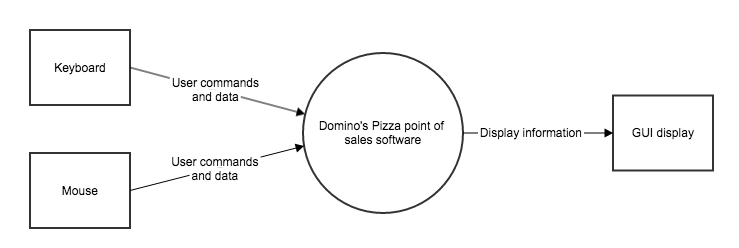 Keyboard
User commands
and data
Domino's Pizza point of
sales software
Display information
GUI display
Mouse
User commands
and data